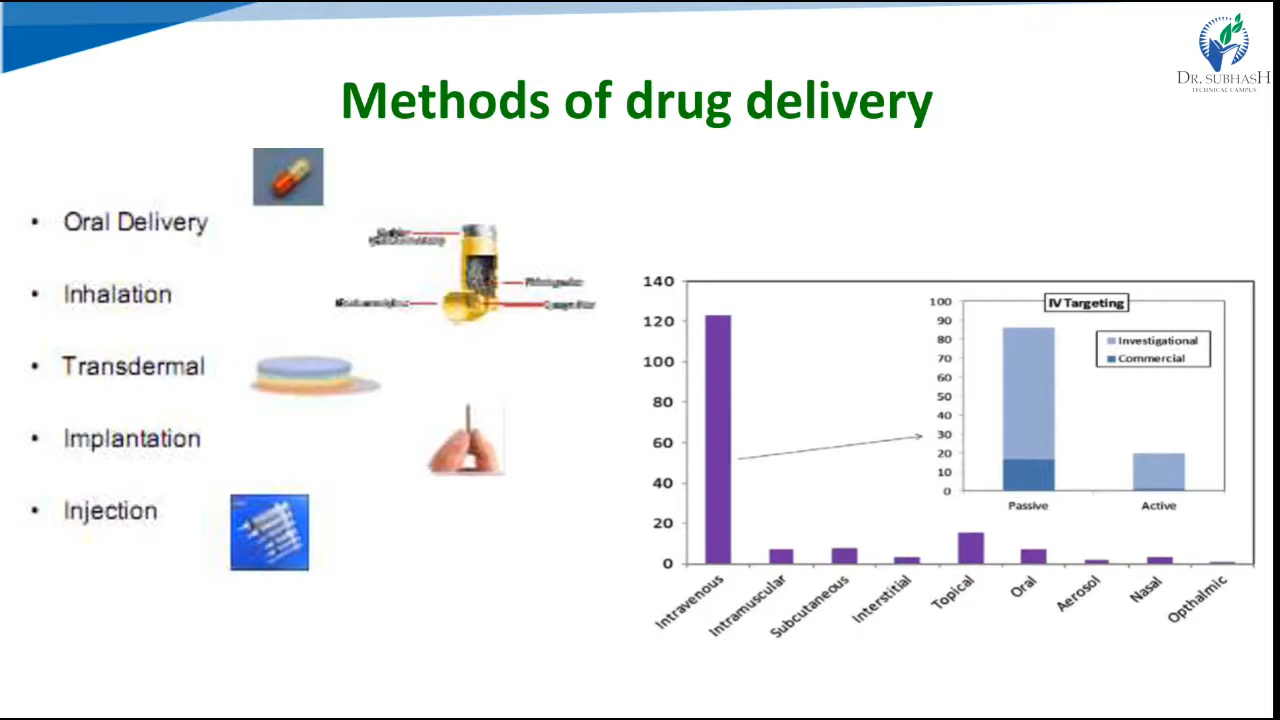 DR. SUBHASH
TECHNICAL CAMPUS
Methods of drug delivery
• Oral Delivery
• Inhalation
• Transdermal
• Implantation
• Injection
140
120
100
80
60
40
20
0
Intravenous
Intramuscular
Subcutaneous
Interstitial
Topical
Oral
Aerosol
Nasal
Opthalmic
IV Targeting
100
90
80
70
60
50
40
30
20
10
0
Investigational
Commercial
Passive
Active